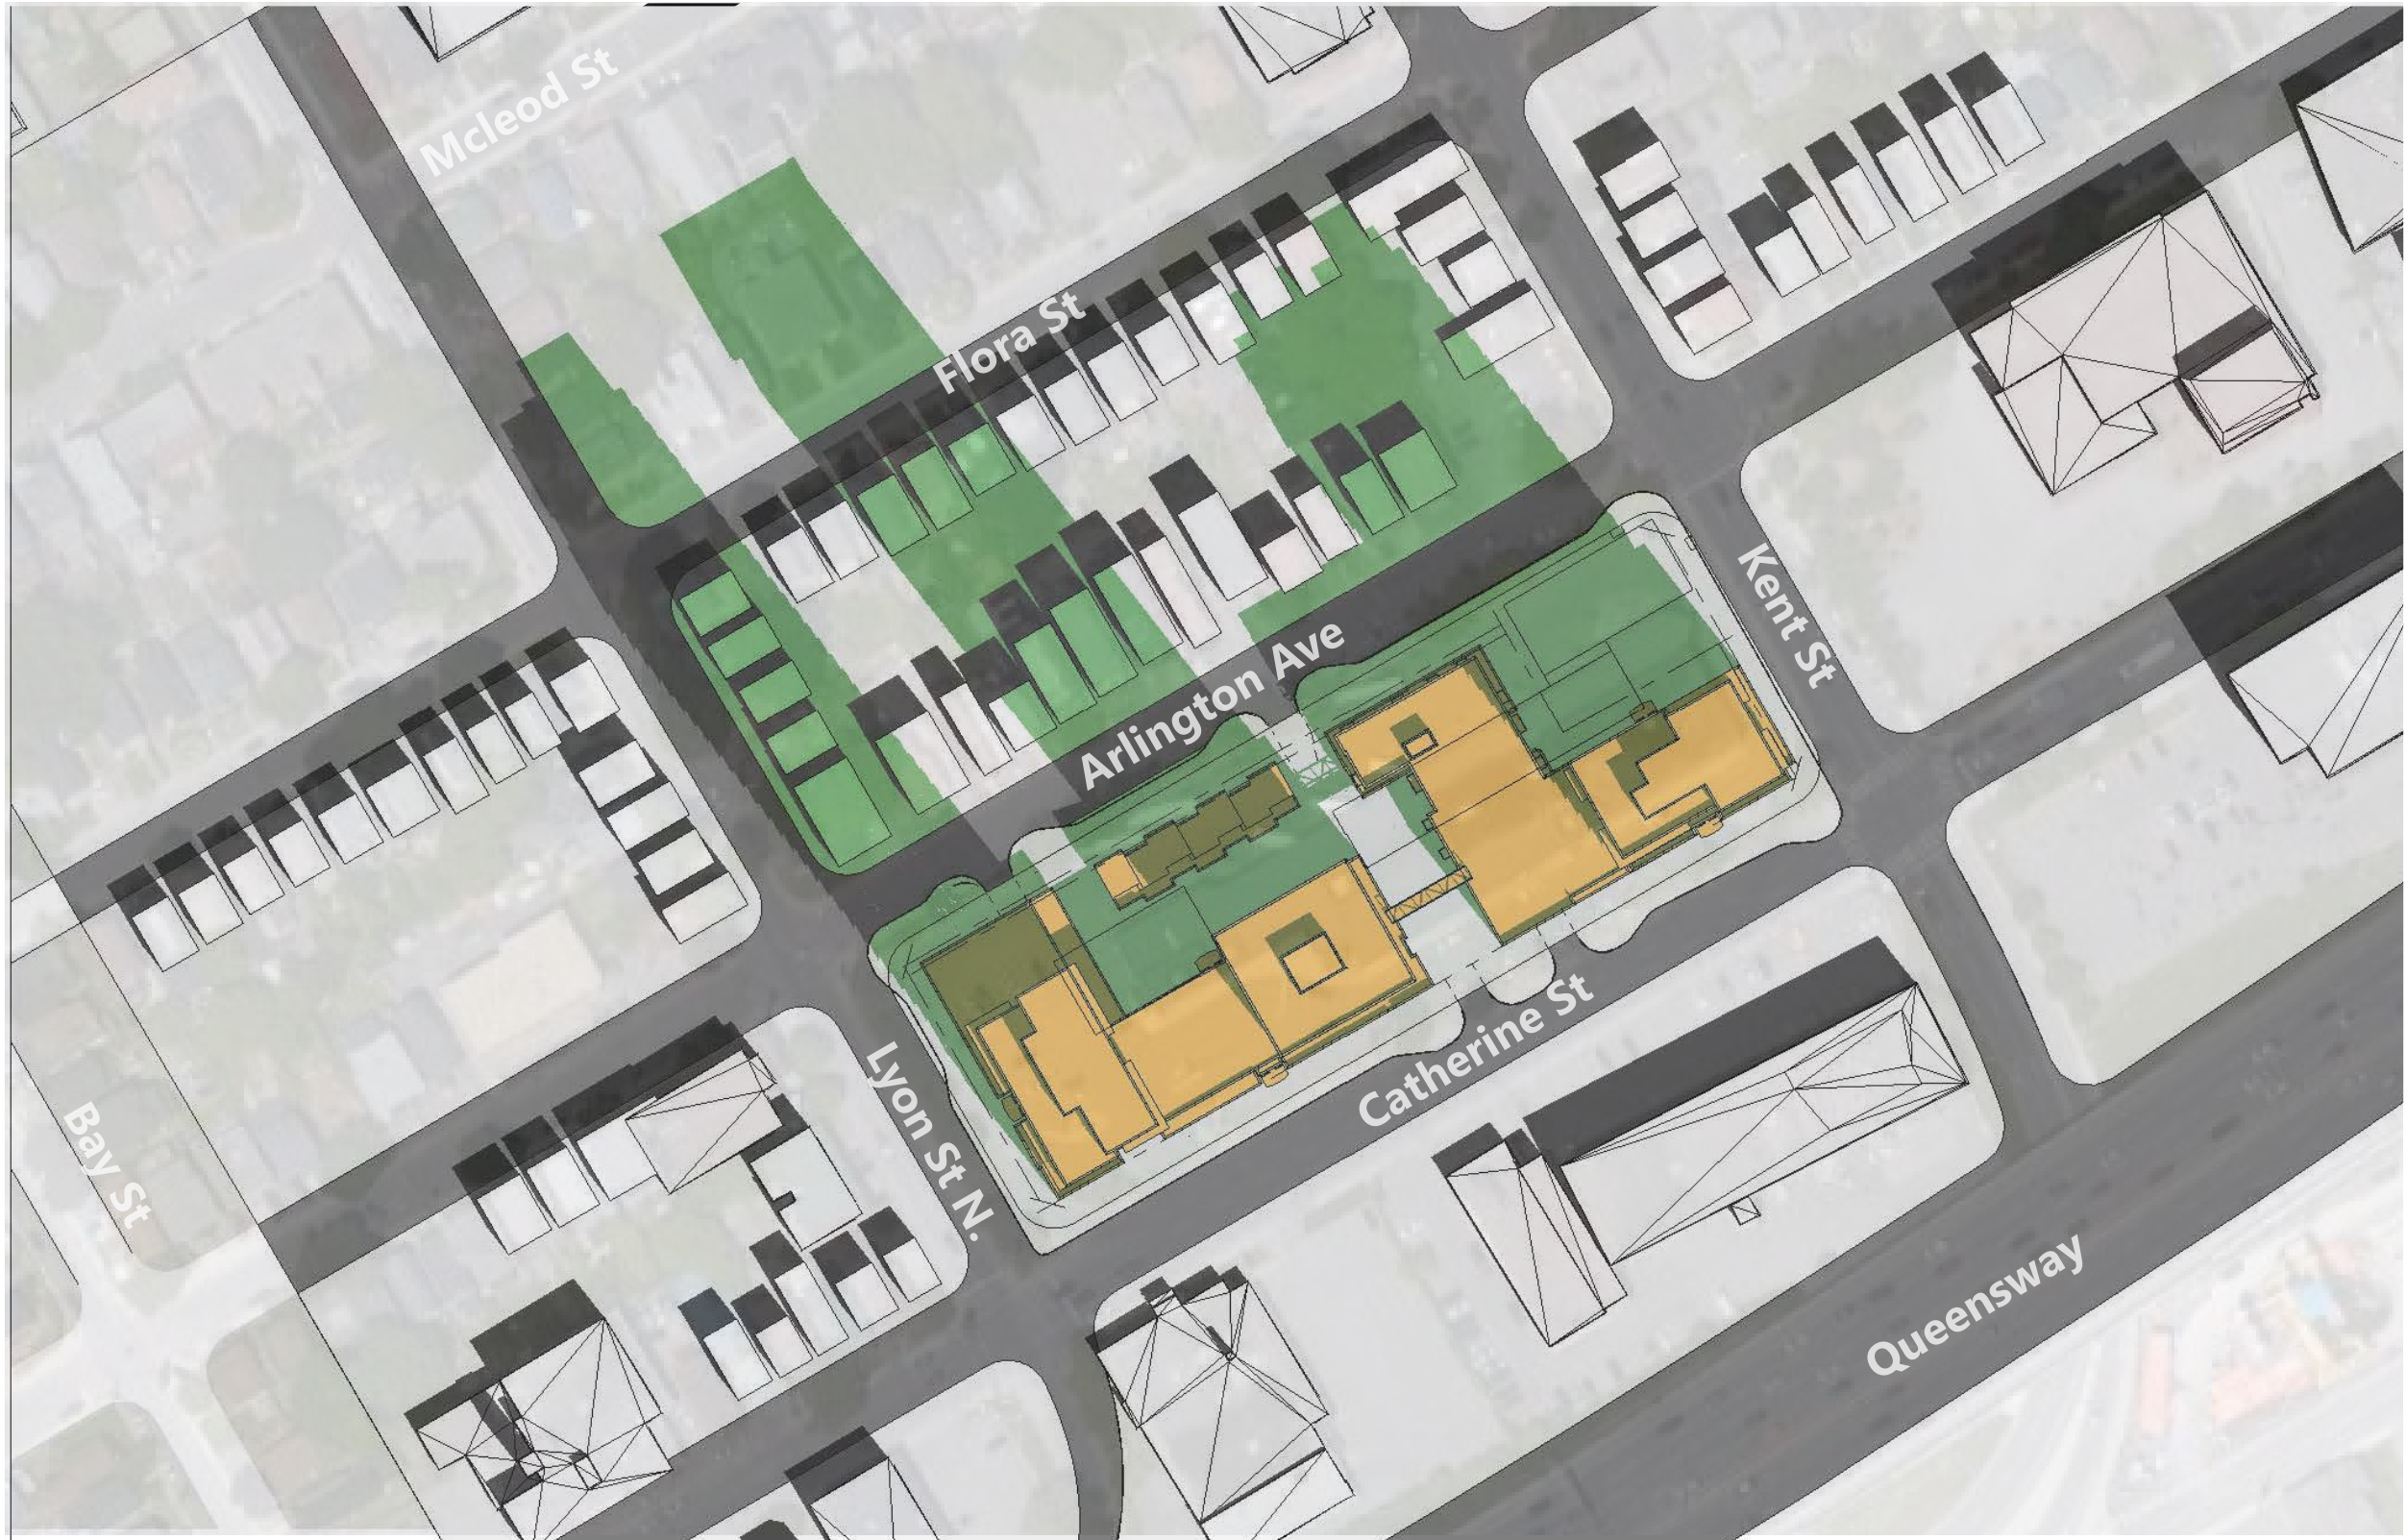 Mcleod St
Flora St
Arlington Ave
Kent St
Catherine St
Lyon St N.
Bay St
Queensway